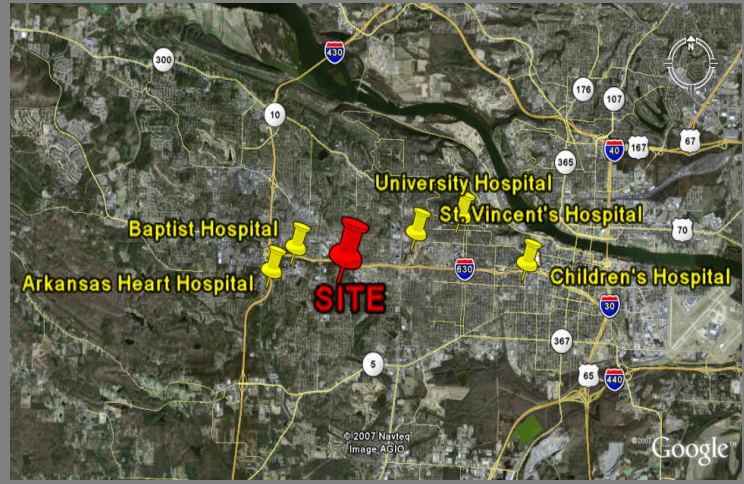 430
300
N
176
107
10
40
167
67
365
University Hospital
St. Vincent's Hospital
Baptist Hospital
70
630
Arkansas Heart Hospital
Children's Hospital
SITE
30
367
5
65
440
© 2007 Navteq
Image AGIO
©2007 Google™